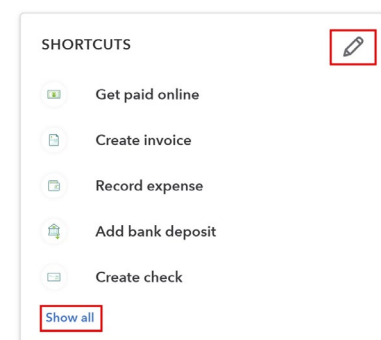 SHORTCUTS
Get paid online
Create invoice
Record expense
Add bank deposit
Create check
Show all